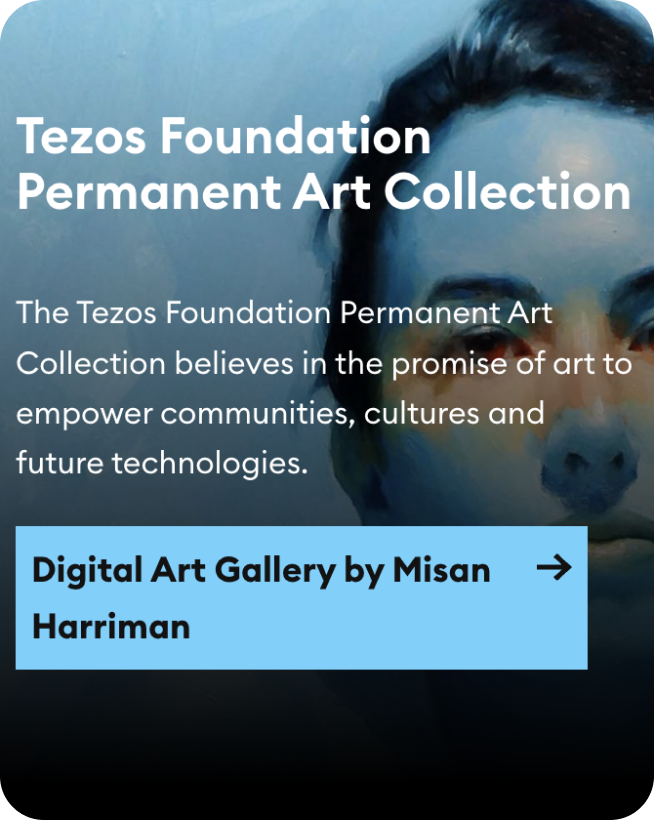 Tezos Foundation
Permanent Art Collection
The Tezos Foundation Permanent Art
Collection believes in the promise of art to
empower communities, cultures and
future technologies.
Digital Art Gallery by Misan →
Harriman